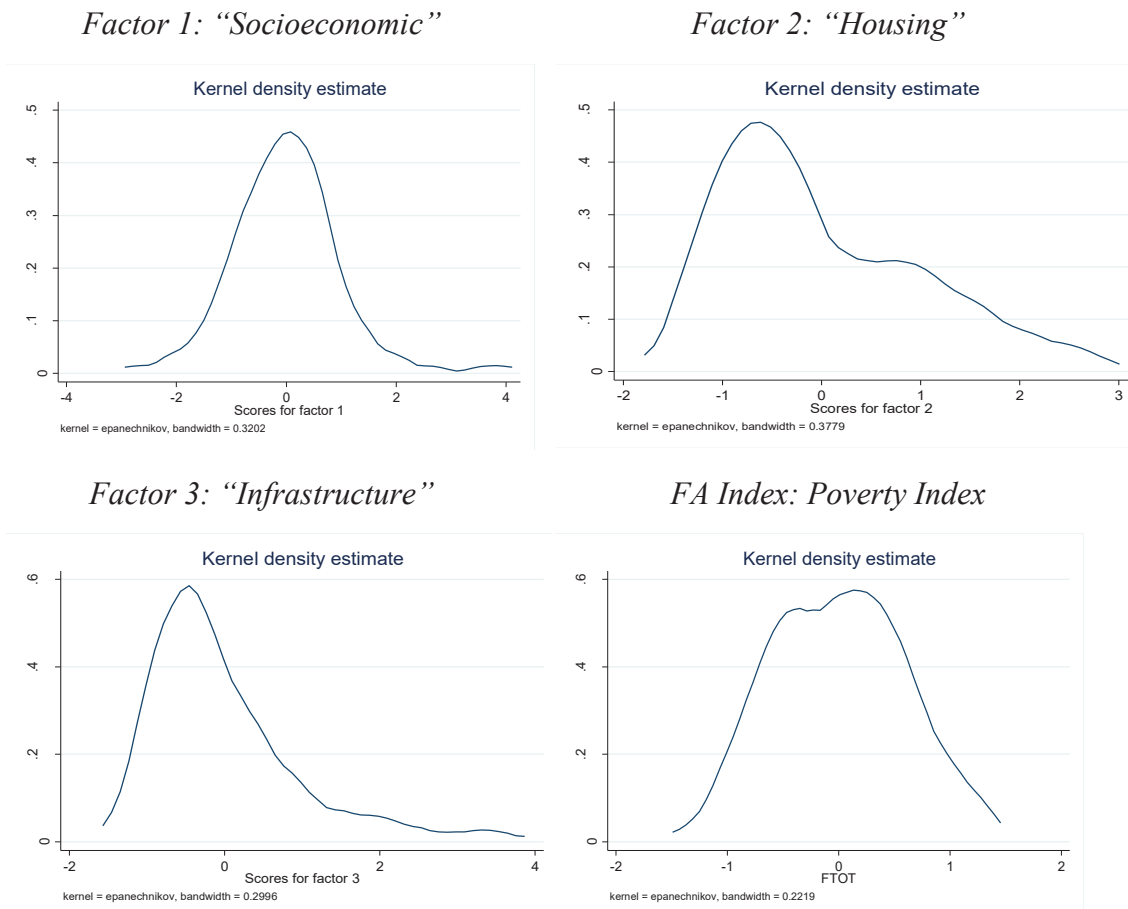 Factor 1: “Socioeconomic”
Kernel density estimate
.5
.4
.3
.2
.1
0
-4 -2 0 2 4
Scores for factor 1
kernel = epanechnikov, bandwidth = 0.3202
Factor 2: “Housing”
Kernel density estimate
.5
.4
.3
.2
.1
0
-2 -1 0 1 2 3
Scores for factor 2
kernel = epanechnikov, bandwidth = 0.3779
Factor 3: “Infrastructure”
Kernel density estimate
.6
.4
.2
0
-2 0 2 4
Scores for factor 3
kernel = epanechnikov, bandwidth = 0.2996
FA Index: Poverty Index
Kernel density estimate
.6
.4
.2
0
-2 -1 0 1 2
FTOT
kernel = epanechnikov, bandwidth = 0.2219